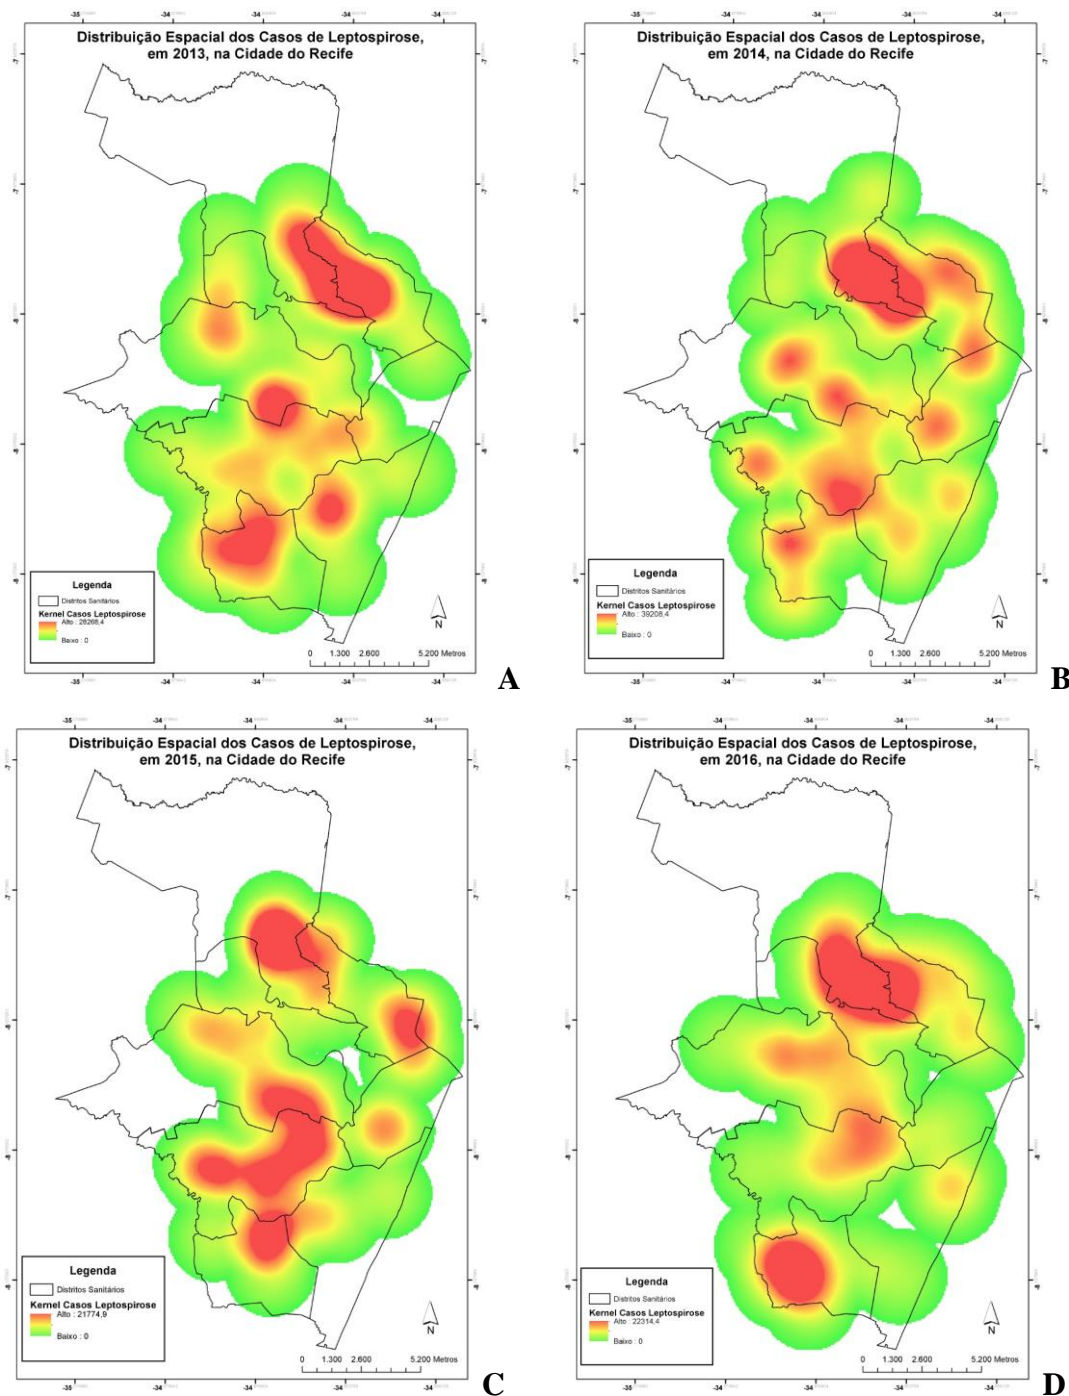 Distribuição Espacial dos Casos de Leptospirose,
em 2013, na Cidade do Recife
Legenda
Distritos Sanitários
Kernel Casos Leptospirose
Alto : 28268,4
Baixo : 0
N
0 1.300 2.600 5.200 Metros
A
Distribuição Espacial dos Casos de Leptospirose,
em 2014, na Cidade do Recife
Legenda
Distritos Sanitários
Kernel Casos Leptospirose
Alto : 39208,4
Baixo : 0
N
0 1.300 2.600 5.200 Metros
B
Distribuição Espacial dos Casos de Leptospirose,
em 2015, na Cidade do Recife
Legenda
Distritos Sanitários
Kernel Casos Leptospirose
Alto : 21774,9
Baixo : 0
N
0 1.300 2.600 5.200 Metros
C
Distribuição Espacial dos Casos de Leptospirose,
em 2016, na Cidade do Recife
Legenda
Distritos Sanitários
Kernel Casos Leptospirose
Alto : 22314,4
Baixo : 0
N
0 1.300 2.600 5.200 Metros
D